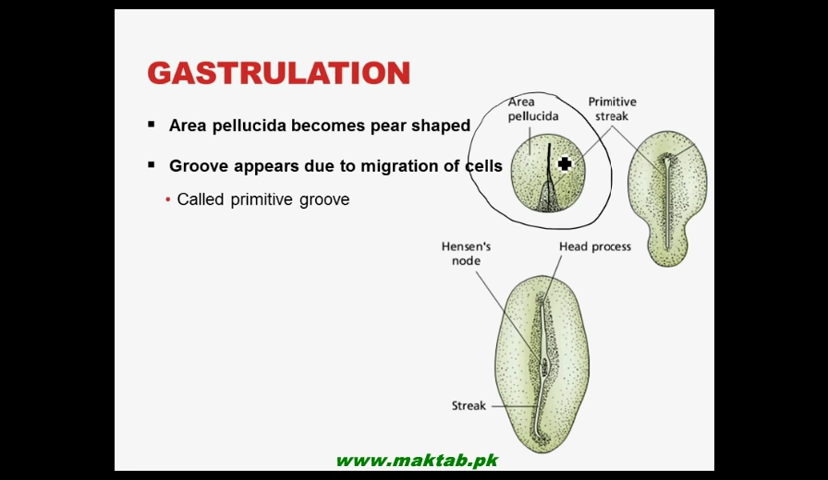 GASTRULATION
▪ Area pellucida becomes pear shaped
▪ Groove appears due to migration of cells
• Called primitive groove
Area
pellucida
Primitive
streak
Hensen's
node
Head process
Streak
www.maktab.pk